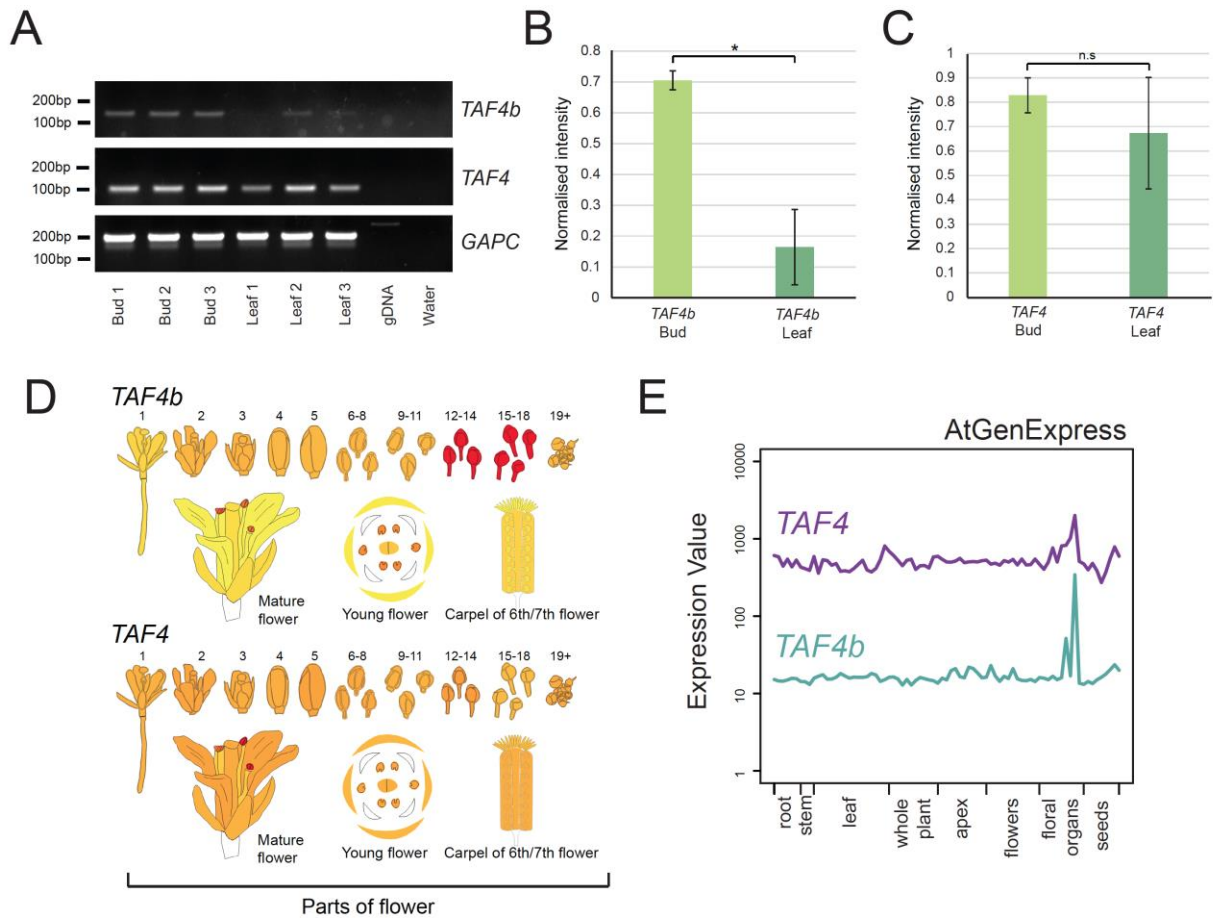 A
200bp
100bp
TAF4b
200bp
100bp
TAF4
200bp
100bp
GAPC
Bud 1
Bud 2
Bud 3
Leaf 1
Leaf 2
Leaf 3
gDNA
Water
B
Normalised intensity
0.8
0.7
0.6
0.5
0.4
0.3
0.2
0.1
0
*
TAF4b
Bud
TAF4b
Leaf
C
Normalised intensity
1
0.9
0.8
0.7
0.6
0.5
0.4
0.3
0.2
0.1
0
n.s
TAF4
Bud
TAF4
Leaf
D
TAF4b
1 2 3 4 5 6-8 9-11 12-14 15-18 19+
Mature
flower
Young flower
Carpel of 6th/7th flower
TAF4
1 2 3 4 5 6-8 9-11 12-14 15-18 19+
Mature
flower
Young flower
Carpel of 6th/7th flower
Parts of flower
E
AtGenExpress
Expression Value
10000
1000
100
10
1
TAF4
TAF4b
root
stem
leaf
whole
plant
apex
flowers
floral
organs
seeds